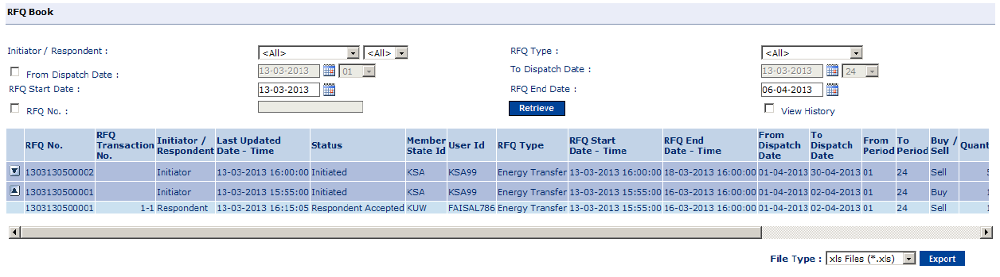 RFQ Book
Initiator / Respondent : <All> <All> RFQ Type : <All>
From Dispatch Date : 13-03-2013 01 To Dispatch Date : 13-03-2013 24
RFQ Start Date : 13-03-2013 RFQ End Date : 06-04-2013
RFQ No. : Retrieve View History
RFQ No. RFQ Transaction No. Initiator / Respondent Last Updated Date - Time Status Member State Id User Id RFQ Type RFQ Start Date - Time RFQ End Date - Time From Dispatch Date To Dispatch Date From Period To Period Buy / Sell Quant
1303130500002 Initiator 13-03-2013 16:00:00 Initiated KSA KSA99 Energy Transfer 13-03-2013 16:00:00 18-03-2013 16:00:00 01-04-2013 30-04-2013 01 24 Sell
1303130500001 Initiator 13-03-2013 15:55:00 Initiated KSA KSA99 Energy Transfer 13-03-2013 15:55:00 16-03-2013 16:00:00 01-04-2013 02-04-2013 01 24 Buy
1303130500001 1-1 Respondent 13-03-2013 16:15:05 Respondent Accepted KUW FAISAL786 Energy Transfer 13-03-2013 15:55:00 16-03-2013 16:00:00 01-04-2013 02-04-2013 01 24 Sell
File Type : xls Files (*.xls) Export